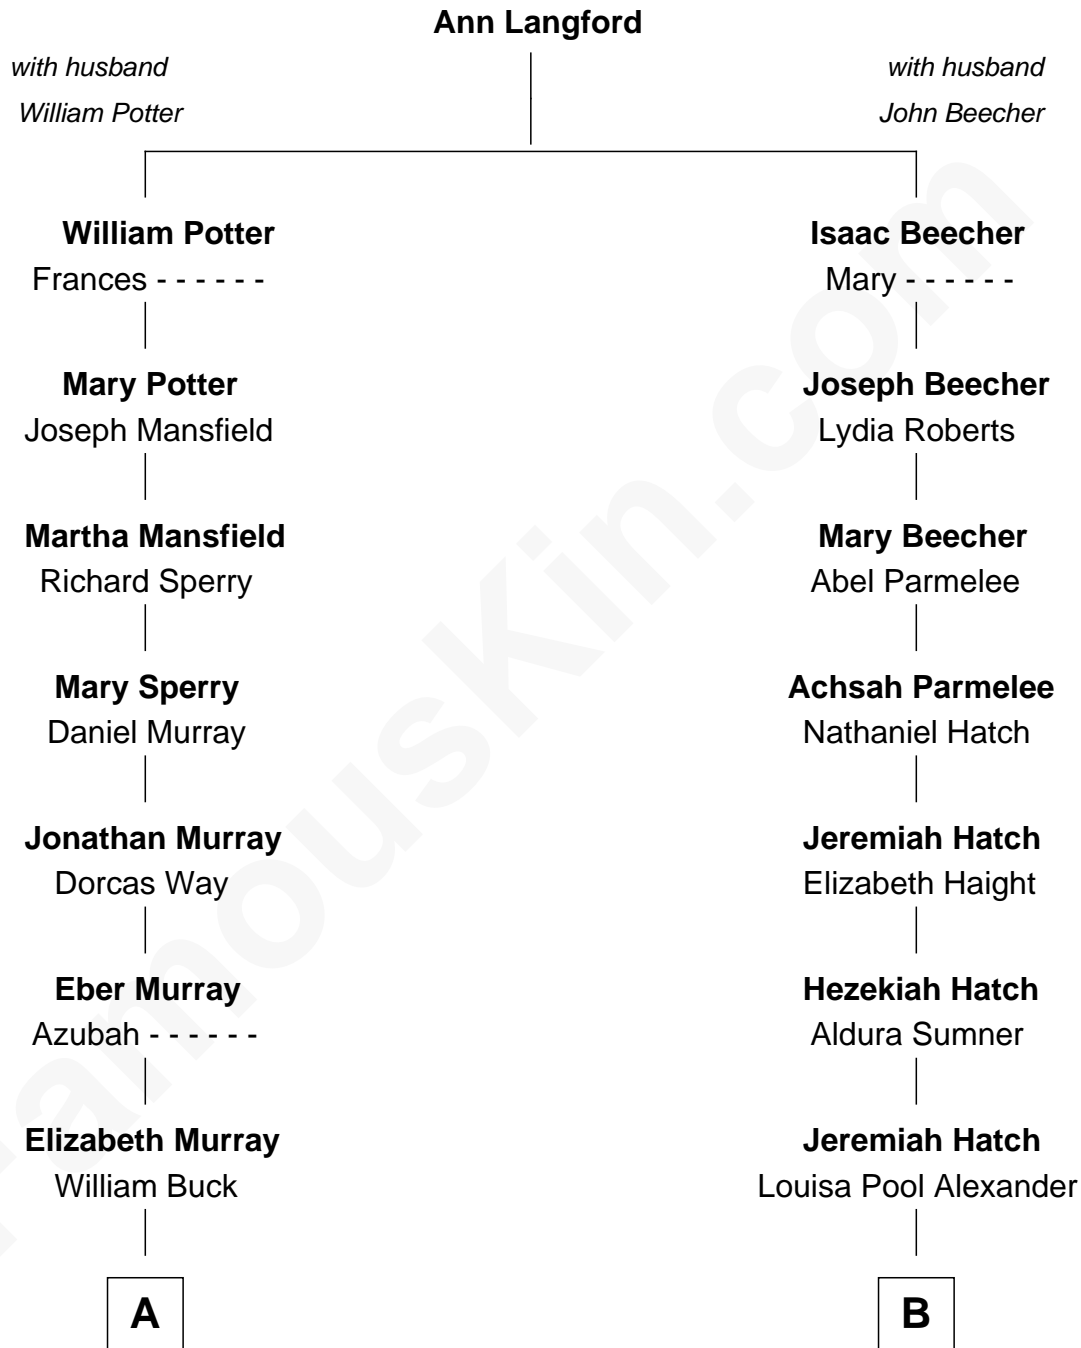 Ann Langford
with husband
William Potter
with husband
John Beecher
William Potter
Frances - - - - - -
Isaac Beecher
Mary - - - - - -
Mary Potter
Joseph Mansfield
Joseph Beecher
Lydia Roberts
Martha Mansfield
Richard Sperry
Mary Beecher
Abel Parmelee
Mary Sperry
Daniel Murray
Achsah Parmelee
Nathaniel Hatch
Jonathan Murray
Dorcas Way
Jeremiah Hatch
Elizabeth Haight
Eber Murray
Azubah - - - - - -
Hezekiah Hatch
Aldura Sumner
Elizabeth Murray
William Buck
Jeremiah Hatch
Louisa Pool Alexander
A
B
FamousKin.com